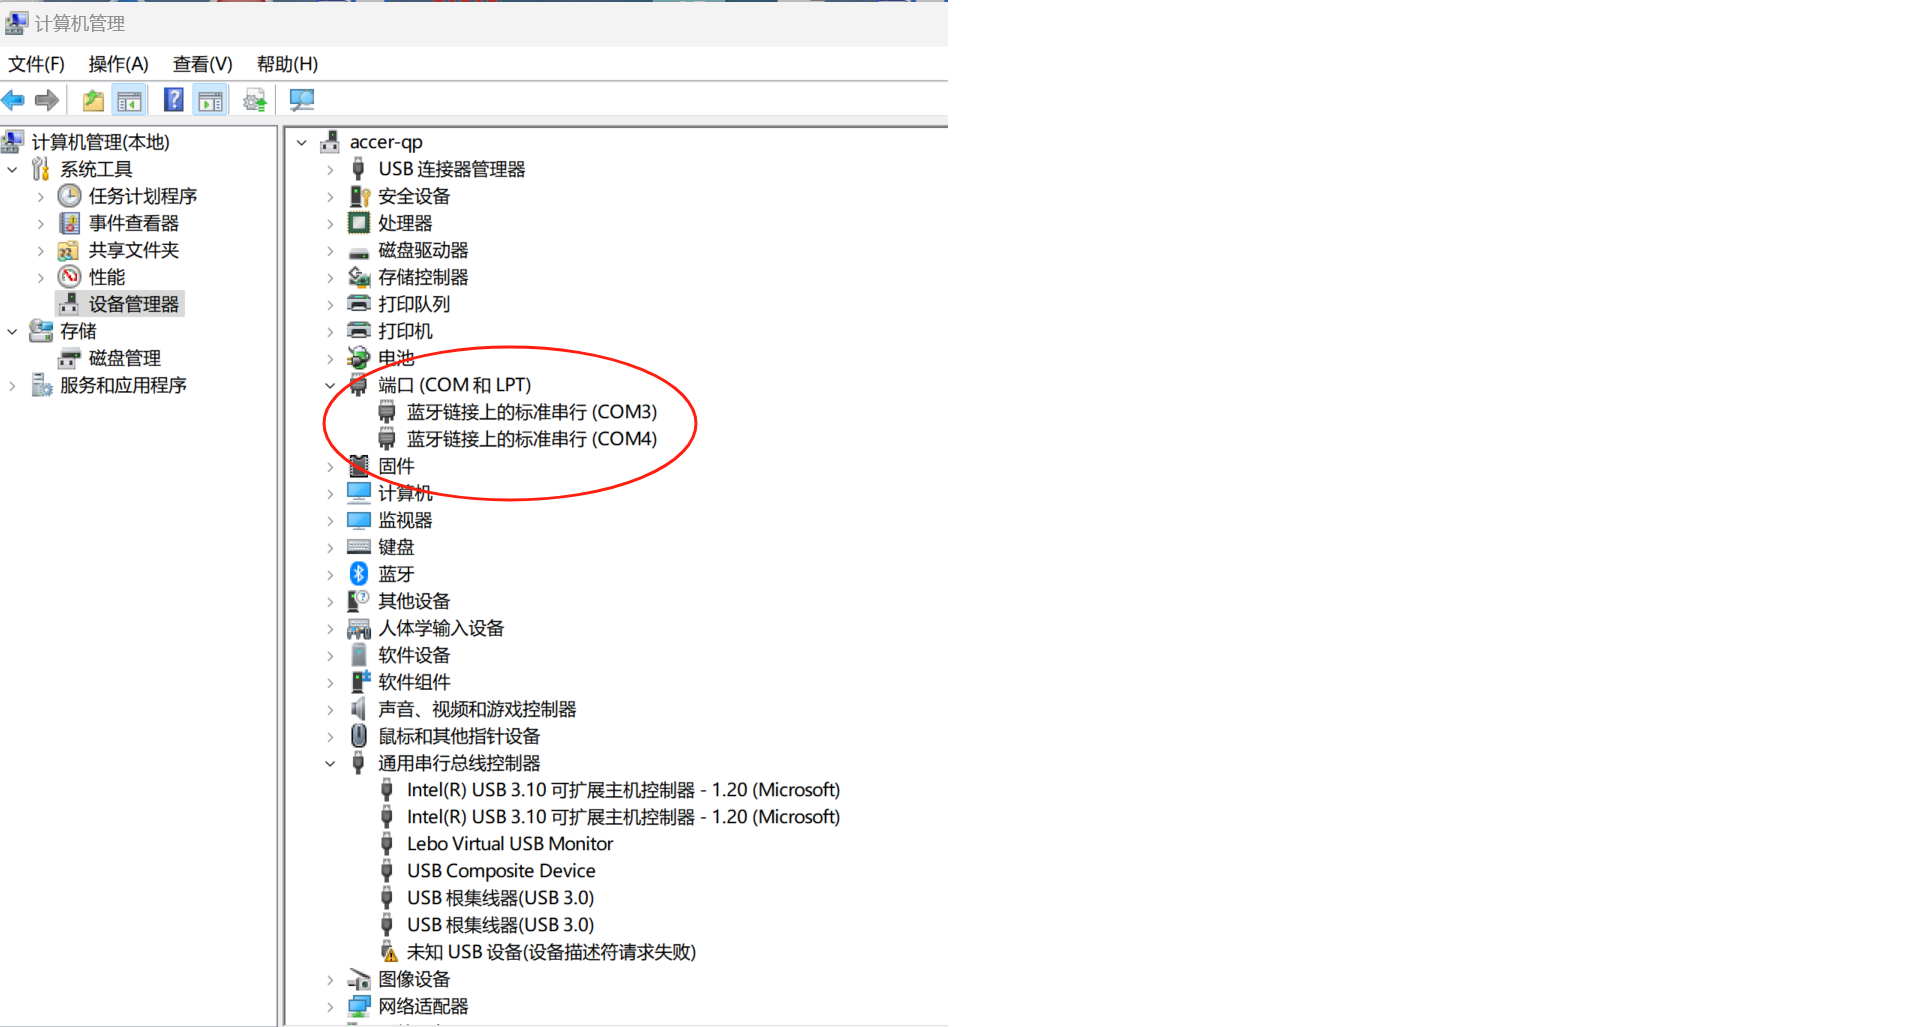 计算机管理
文件(F) 操作(A) 查看(V) 帮助(H)
计算机管理(本地)
系统工具
任务计划程序
事件查看器
共享文件夹
性能
设备管理器
存储
磁盘管理
服务和应用程序
accer-qp
USB 连接器管理器
安全设备
处理器
磁盘驱动器
存储控制器
打印队列
打印机
电池
端口 (COM 和 LPT)
蓝牙链接上的标准串行 (COM3)
蓝牙链接上的标准串行 (COM4)
固件
计算机
监视器
键盘
蓝牙
其他设备
人体学输入设备
软件设备
软件组件
声音、视频和游戏控制器
鼠标和其他指针设备
通用串行总线控制器
Intel(R) USB 3.10 可扩展主机控制器 - 1.20 (Microsoft)
Intel(R) USB 3.10 可扩展主机控制器 - 1.20 (Microsoft)
Lebo Virtual USB Monitor
USB Composite Device
USB 根集线器(USB 3.0)
USB 根集线器(USB 3.0)
未知 USB 设备(设备描述符请求失败)
图像设备
网络适配器